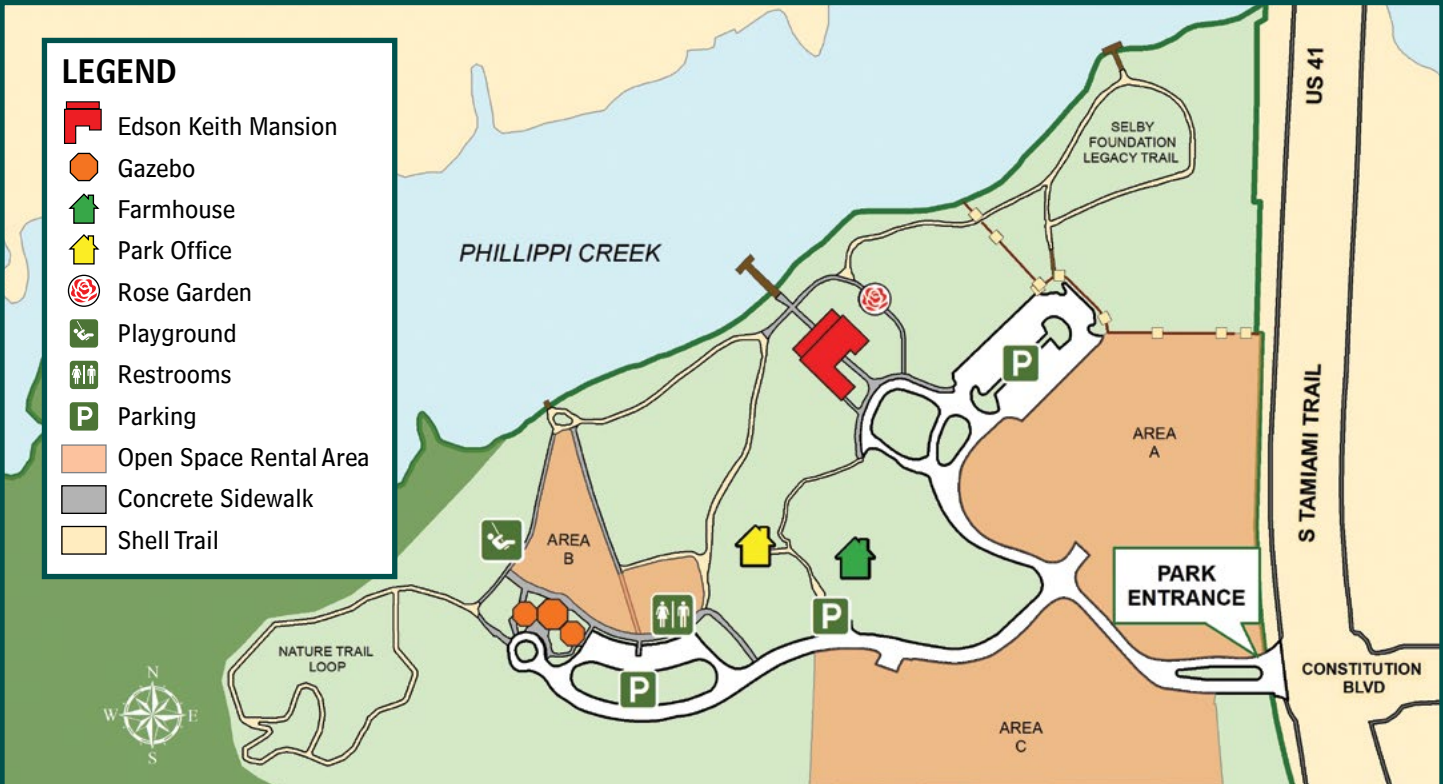 LEGEND
Edson Keith Mansion
Gazebo
Farmhouse
Park Office
Rose Garden
Playground
Restrooms
P Parking
Open Space Rental Area
Concrete Sidewalk
Shell Trail
PHILLIPPI CREEK
SELBY
FOUNDATION
LEGACY TRAIL
US 41
P
AREA
A
S TAMIAMI TRAIL
AREA
B
PARK
ENTRANCE
P
NATURE TRAIL
LOOP
CONSTITUTION
BLVD
P
AREA
C
N
W E
S